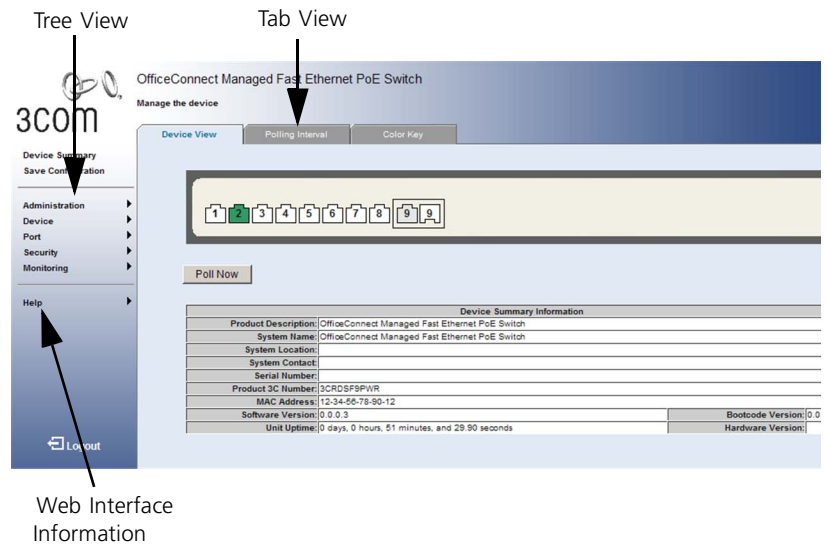 Tree View
Tab View
OfficeConnect Managed Fast Ethernet PoE Switch
Manage the device
3com
Device View
Polling Interval
Color Key
Device Summary
Save Configuration
Administration
Device
Port
Security
Monitoring
Help
1 2 3 4 5 6 7 8 9 9
Poll Now
Device Summary Information
Product Description: OfficeConnect Managed Fast Ethernet PoE Switch
System Name: OfficeConnect Managed Fast Ethernet PoE Switch
System Location:
System Contact:
Serial Number:
Product 3C Number: 3CRDSF9PWR
MAC Address: 12-34-56-78-90-12
Software Version: 0.0.0.3 Bootcode Version: 0.0
Unit Uptime: 0 days, 0 hours, 51 minutes, and 29.90 seconds Hardware Version:
Logout
Web Interface
Information